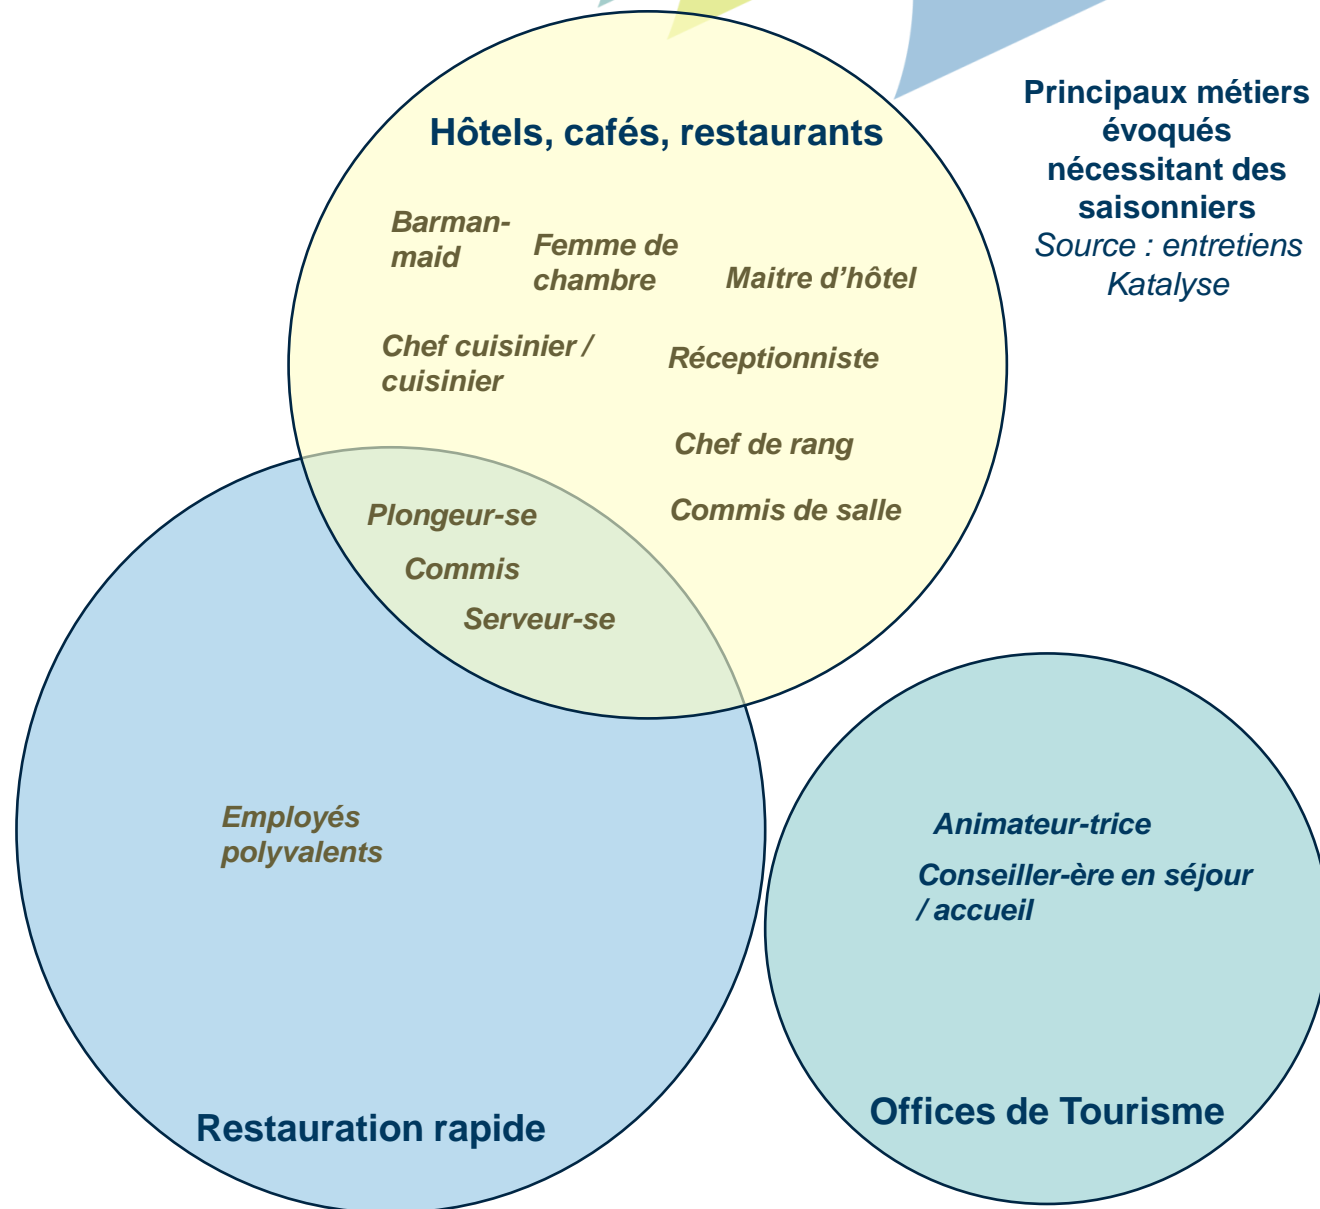 Principaux métiers
évoqués
nécessitant des
saisonniers
Source : entretiens
Katalyse
Hôtels, cafés, restaurants
Barman-
maid
Femme de
chambre
Maitre d’hôtel
Chef cuisinier /
cuisinier
Réceptionniste
Chef de rang
Commis de salle
Plongeur-se
Commis
Serveur-se
Employés
polyvalents
Restauration rapide
Animateur-trice
Conseiller-ère en séjour
/ accueil
Offices de Tourisme